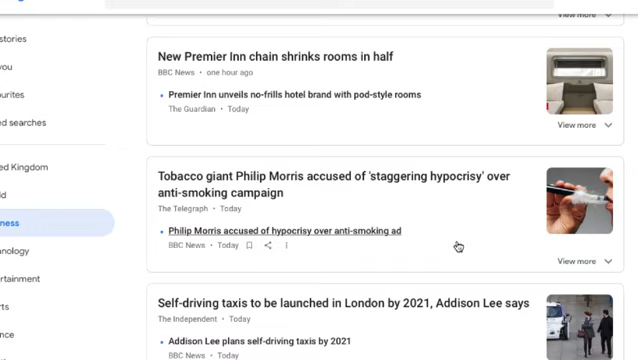 View more
stories
you
urites
d searches
ed Kingdom
d
ness
nology
rtainment
rts
nce
New Premier Inn chain shrinks rooms in half
BBC News • one hour ago
Premier Inn unveils no-frills hotel brand with pod-style rooms
The Guardian • Today
View more
Tobacco giant Philip Morris accused of 'staggering hypocrisy' over
anti-smoking campaign
The Telegraph • Today
Philip Morris accused of hypocrisy over anti-smoking ad
BBC News • Today
View more
Self-driving taxis to be launched in London by 2021, Addison Lee says
The Independent • Today
Addison Lee plans self-driving taxis by 2021
BBC News • Today